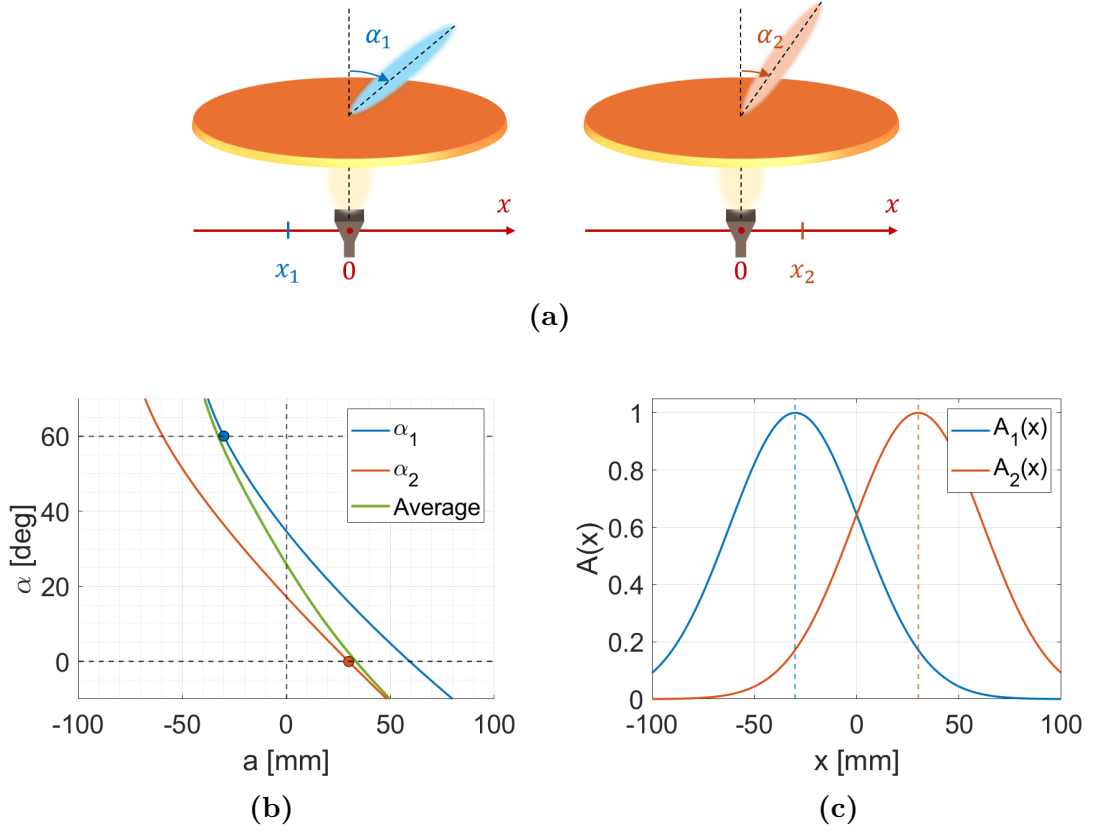 α1
α2
x
x
x1
0
0
x2
(a)
α1
α2
Average
60
40
20
0
α [deg]
-100
-50
0
50
100
a [mm]
(b)
A1(x)
A2(x)
1
0.8
0.6
0.4
0.2
0
A(x)
-100
-50
0
50
100
x [mm]
(c)